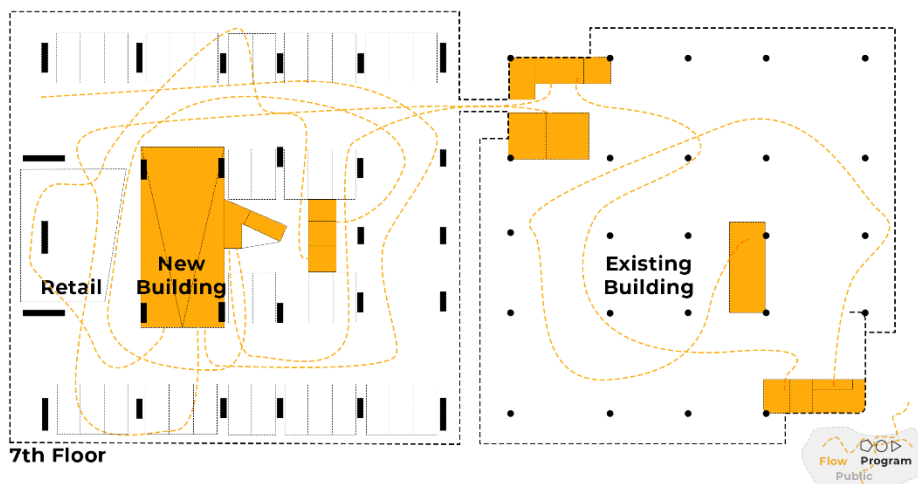 Retail
New
Building
Existing
Building
7th Floor
Flow Program
Public